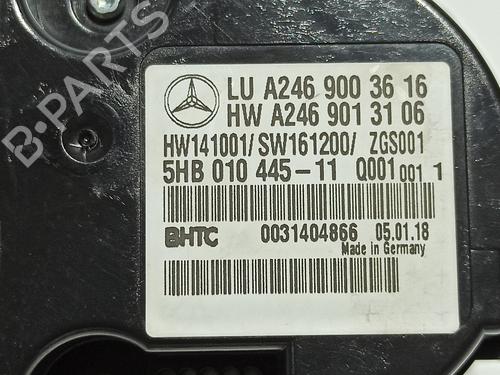 B-PARTS
LU A246 900 36 16
HW A246 901 31 06
HW141001/SW161200/ ZGS001
5HB 010 445-11 Q001 001 1
BHTC 0031404866 05.01.18
Made in Germany